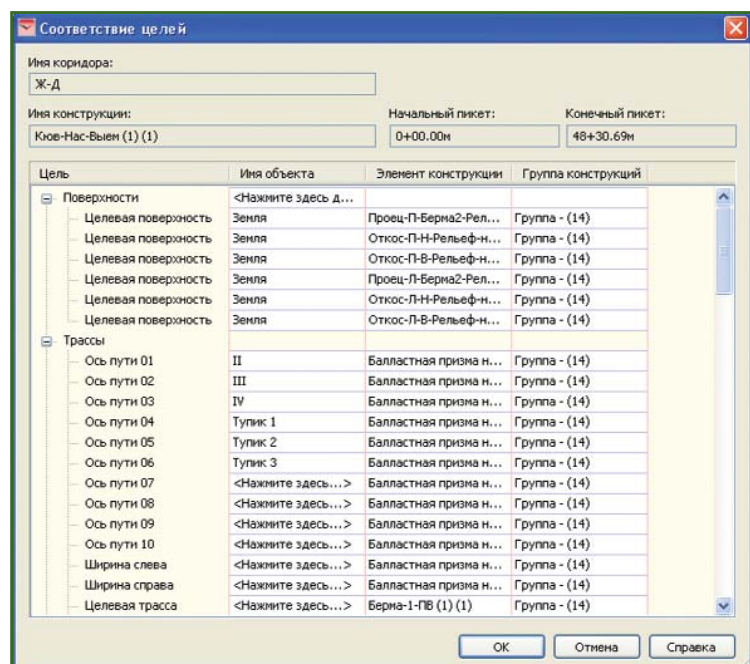 Соответствие целей
Имя коридора:
Ж-Д
Имя конструкции: Начальный пикет: Конечный пикет:
Кюв-Нас-Выем (1) (1) 0+00.00м 48+30.69м
Цель Имя объекта Элемент конструкции Группа конструкций
Поверхности <Нажмите здесь д...
Целевая поверхность Земля Проец-П-Берма2-Рел... Группа - (14)
Целевая поверхность Земля Откос-П-Н-Рельеф-н... Группа - (14)
Целевая поверхность Земля Откос-П-В-Рельеф-н... Группа - (14)
Целевая поверхность Земля Проец-Л-Берма2-Рел... Группа - (14)
Целевая поверхность Земля Откос-Л-Н-Рельеф-н... Группа - (14)
Целевая поверхность Земля Откос-Л-В-Рельеф-н... Группа - (14)
Трассы
Ось пути 01 II Балластная призма н... Группа - (14)
Ось пути 02 III Балластная призма н... Группа - (14)
Ось пути 03 IV Балластная призма н... Группа - (14)
Ось пути 04 Тупик 1 Балластная призма н... Группа - (14)
Ось пути 05 Тупик 2 Балластная призма н... Группа - (14)
Ось пути 06 Тупик 3 Балластная призма н... Группа - (14)
Ось пути 07 <Нажмите здесь...> Балластная призма н... Группа - (14)
Ось пути 08 <Нажмите здесь...> Балластная призма н... Группа - (14)
Ось пути 09 <Нажмите здесь...> Балластная призма н... Группа - (14)
Ось пути 10 <Нажмите здесь...> Балластная призма н... Группа - (14)
Ширина слева <Нажмите здесь...> Балластная призма н... Группа - (14)
Ширина справа <Нажмите здесь...> Балластная призма н... Группа - (14)
Целевая трасса <Нажмите здесь...> Берма-1-ПВ (1) (1) Группа - (14)
ОК Отмена Справка